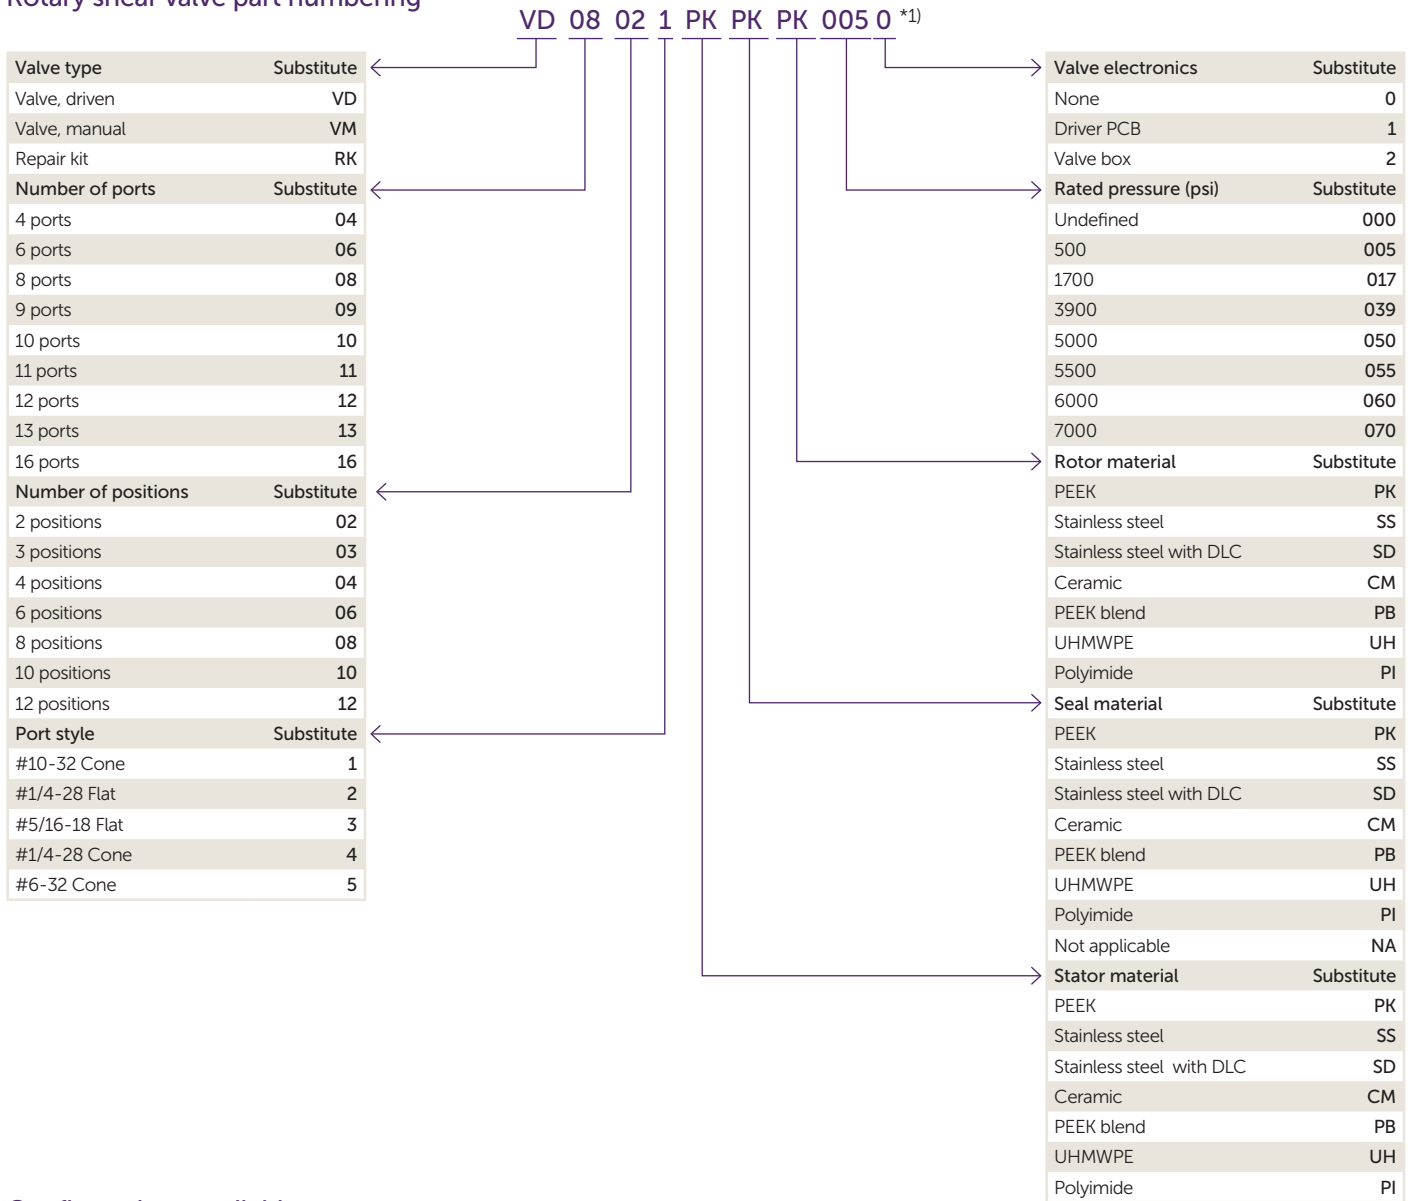 Rotary shear valve part numbering
VD 08 02 1 PK PK PK 005 0 *1)
Valve type Substitute
Valve, driven VD
Valve, manual VM
Repair kit RK
Number of ports Substitute
4 ports 04
6 ports 06
8 ports 08
9 ports 09
10 ports 10
11 ports 11
12 ports 12
13 ports 13
16 ports 16
Number of positions Substitute
2 positions 02
3 positions 03
4 positions 04
6 positions 06
8 positions 08
10 positions 10
12 positions 12
Port style Substitute
#10-32 Cone 1
#1/4-28 Flat 2
#5/16-18 Flat 3
#1/4-28 Cone 4
#6-32 Cone 5
Valve electronics Substitute
None 0
Driver PCB 1
Valve box 2
Rated pressure (psi) Substitute
Undefined 000
500 005
1700 017
3900 039
5000 050
5500 055
6000 060
7000 070
Rotor material Substitute
PEEK PK
Stainless steel SS
Stainless steel with DLC SD
Ceramic CM
PEEK blend PB
UHMWPE UH
Polyimide PI
Seal material Substitute
PEEK PK
Stainless steel SS
Stainless steel with DLC SD
Ceramic CM
PEEK blend PB
UHMWPE UH
Polyimide PI
Not applicable NA
Stator material Substitute
PEEK PK
Stainless steel SS
Stainless steel with DLC SD
Ceramic CM
PEEK blend PB
UHMWPE UH
Polyimide PI